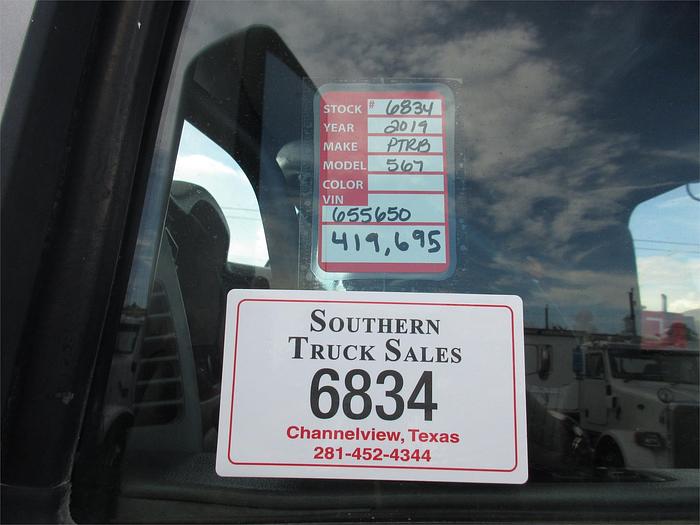 STOCK # 6834
YEAR 2019
MAKE PTRB
MODEL 567
COLOR
VIN
655650
419,695
SOUTHERN
TRUCK SALES
6834
Channelview, Texas
281-452-4344